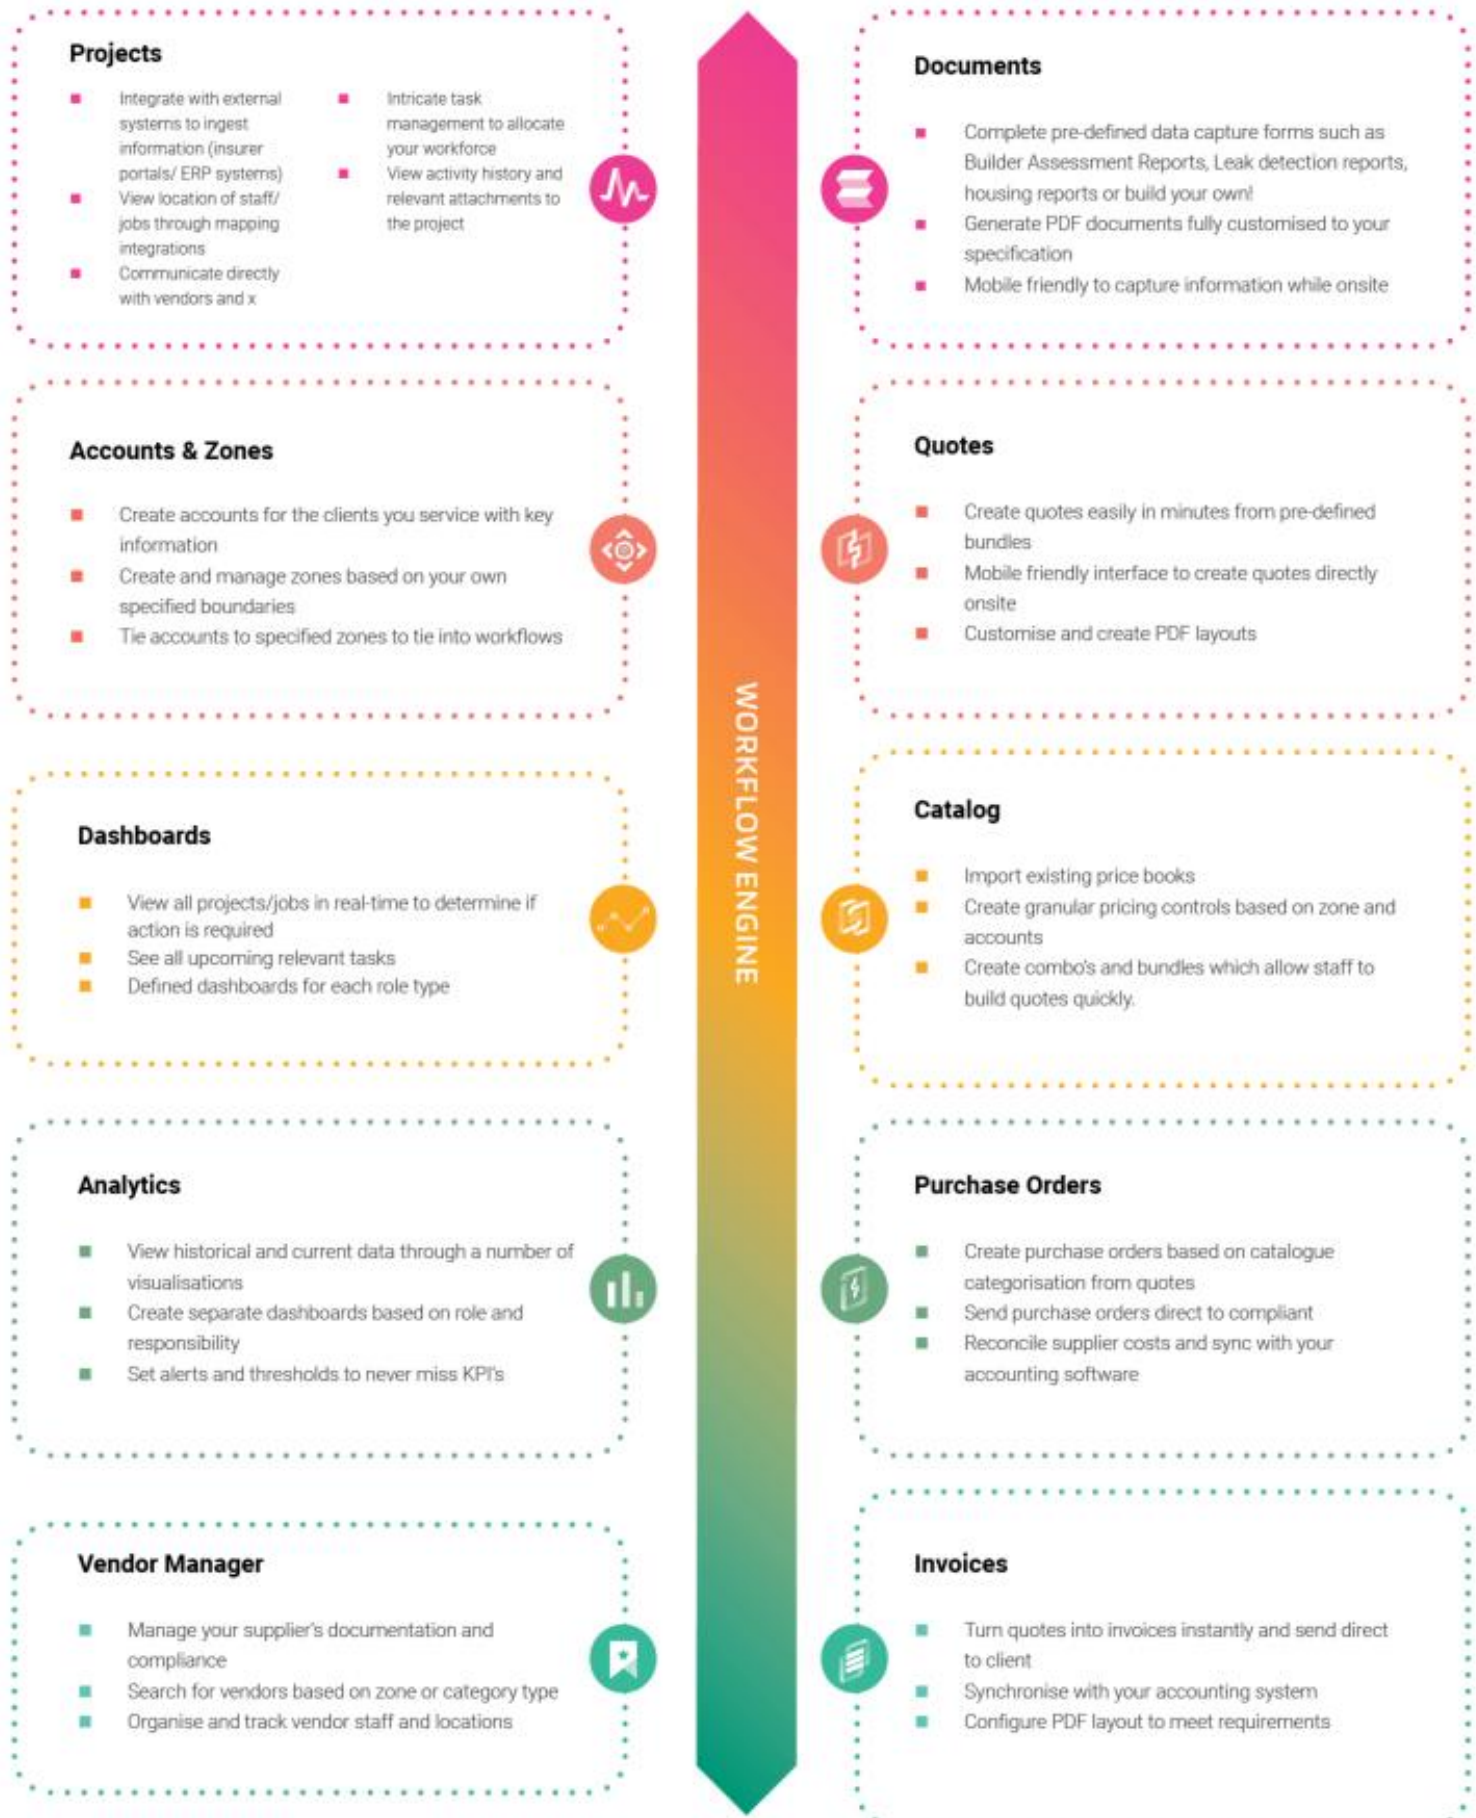 Projects
Integrate with external
systems to ingest
information (insurer
portals/ ERP systems)
View location of staff/
jobs through mapping
integrations
Communicate directly
with vendors and x
Intricate task
management to allocate
your workforce
View activity history and
relevant attachments to
the project
Documents
Complete pre-defined data capture forms such as
Builder Assessment Reports, Leak detection reports,
housing reports or build your own!
Generate PDF documents fully customised to your
specification
Mobile friendly to capture information while onsite
Accounts & Zones
Create accounts for the clients you service with key
information
Create and manage zones based on your own
specified boundaries
Tie accounts to specified zones to tie into workflows
Quotes
Create quotes easily in minutes from pre-defined
bundles
Mobile friendly interface to create quotes directly
onsite
Customise and create PDF layouts
WORKFLOW ENGINE
Dashboards
View all projects/jobs in real-time to determine if
action is required
See all upcoming relevant tasks
Defined dashboards for each role type
Catalog
Import existing price books
Create granular pricing controls based on zone and
accounts
Create combo's and bundles which allow staff to
build quotes quickly.
Analytics
View historical and current data through a number of
visualisations
Create separate dashboards based on role and
responsibility
Set alerts and thresholds to never miss KPI's
Purchase Orders
Create purchase orders based on catalogue
categorisation from quotes
Send purchase orders direct to compliant
Reconcile supplier costs and sync with your
accounting software
Vendor Manager
Manage your supplier's documentation and
compliance
Search for vendors based on zone or category type
Organise and track vendor staff and locations
Invoices
Turn quotes into invoices instantly and send direct
to client
Synchronise with your accounting system
Configure PDF layout to meet requirements